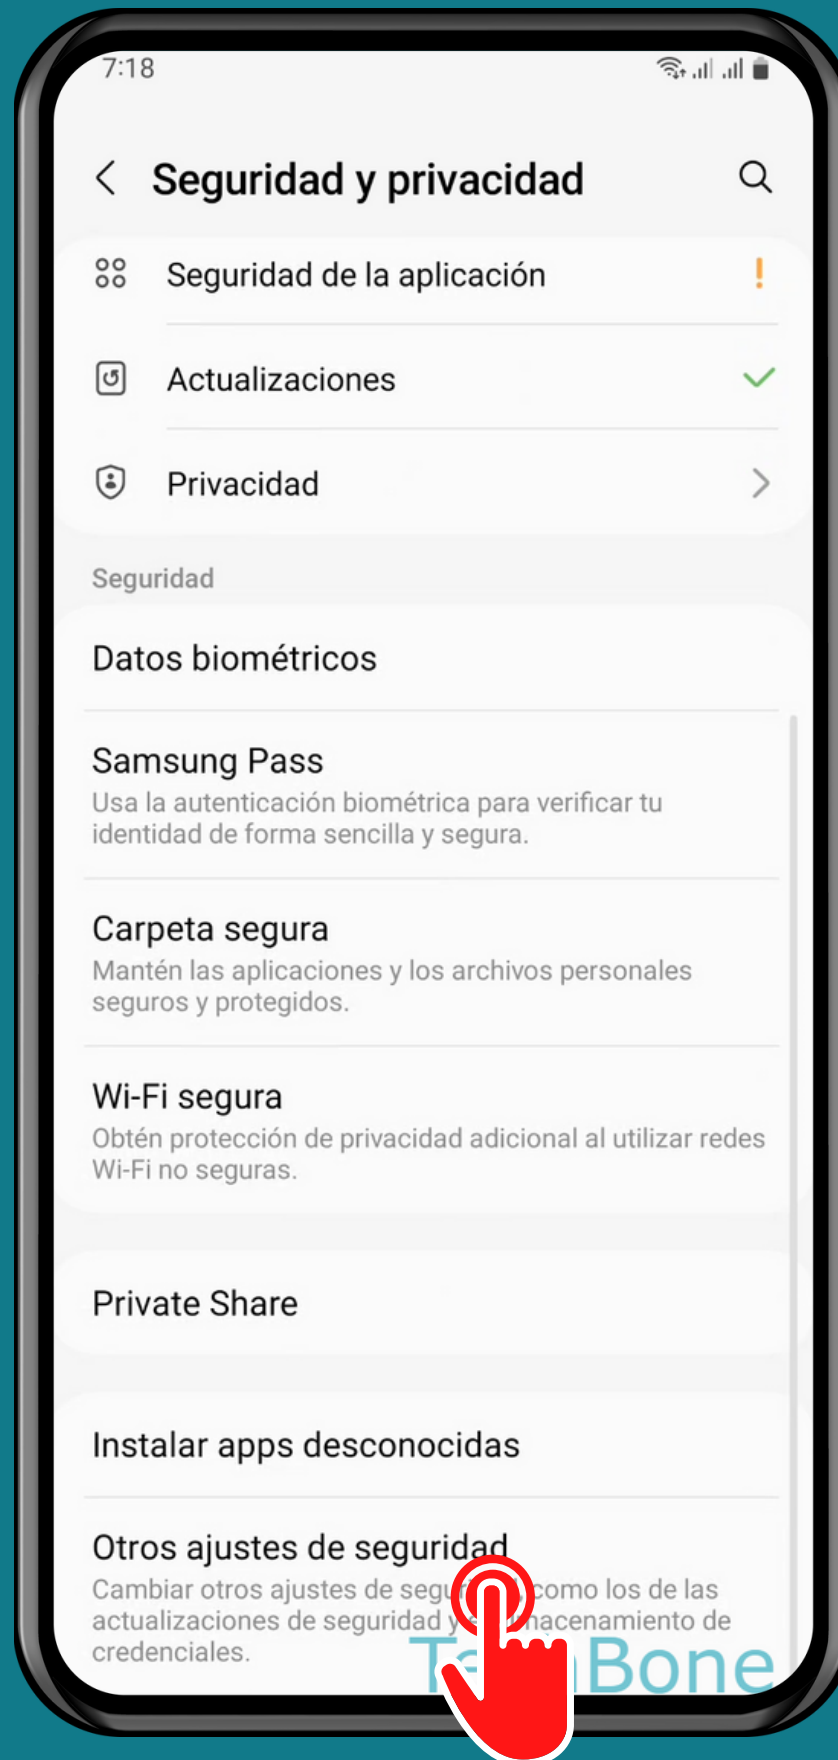 7:18
Seguridad y privacidad
Seguridad de la aplicación
Actualizaciones
Privacidad
Seguridad
Datos biométricos
Samsung Pass
Usa la autenticación biométrica para verificar tu
identidad de forma sencilla y segura.
Carpeta segura
Mantén las aplicaciones y los archivos personales
seguros y protegidos.
Wi-Fi segura
Obtén protección de privacidad adicional al utilizar redes
Wi-Fi no seguras.
Private Share
Instalar apps desconocidas
Otros ajustes de seguridad
Cambiar otros ajustes de como los de las
actualizaciones de seguridad y de
credenciales.